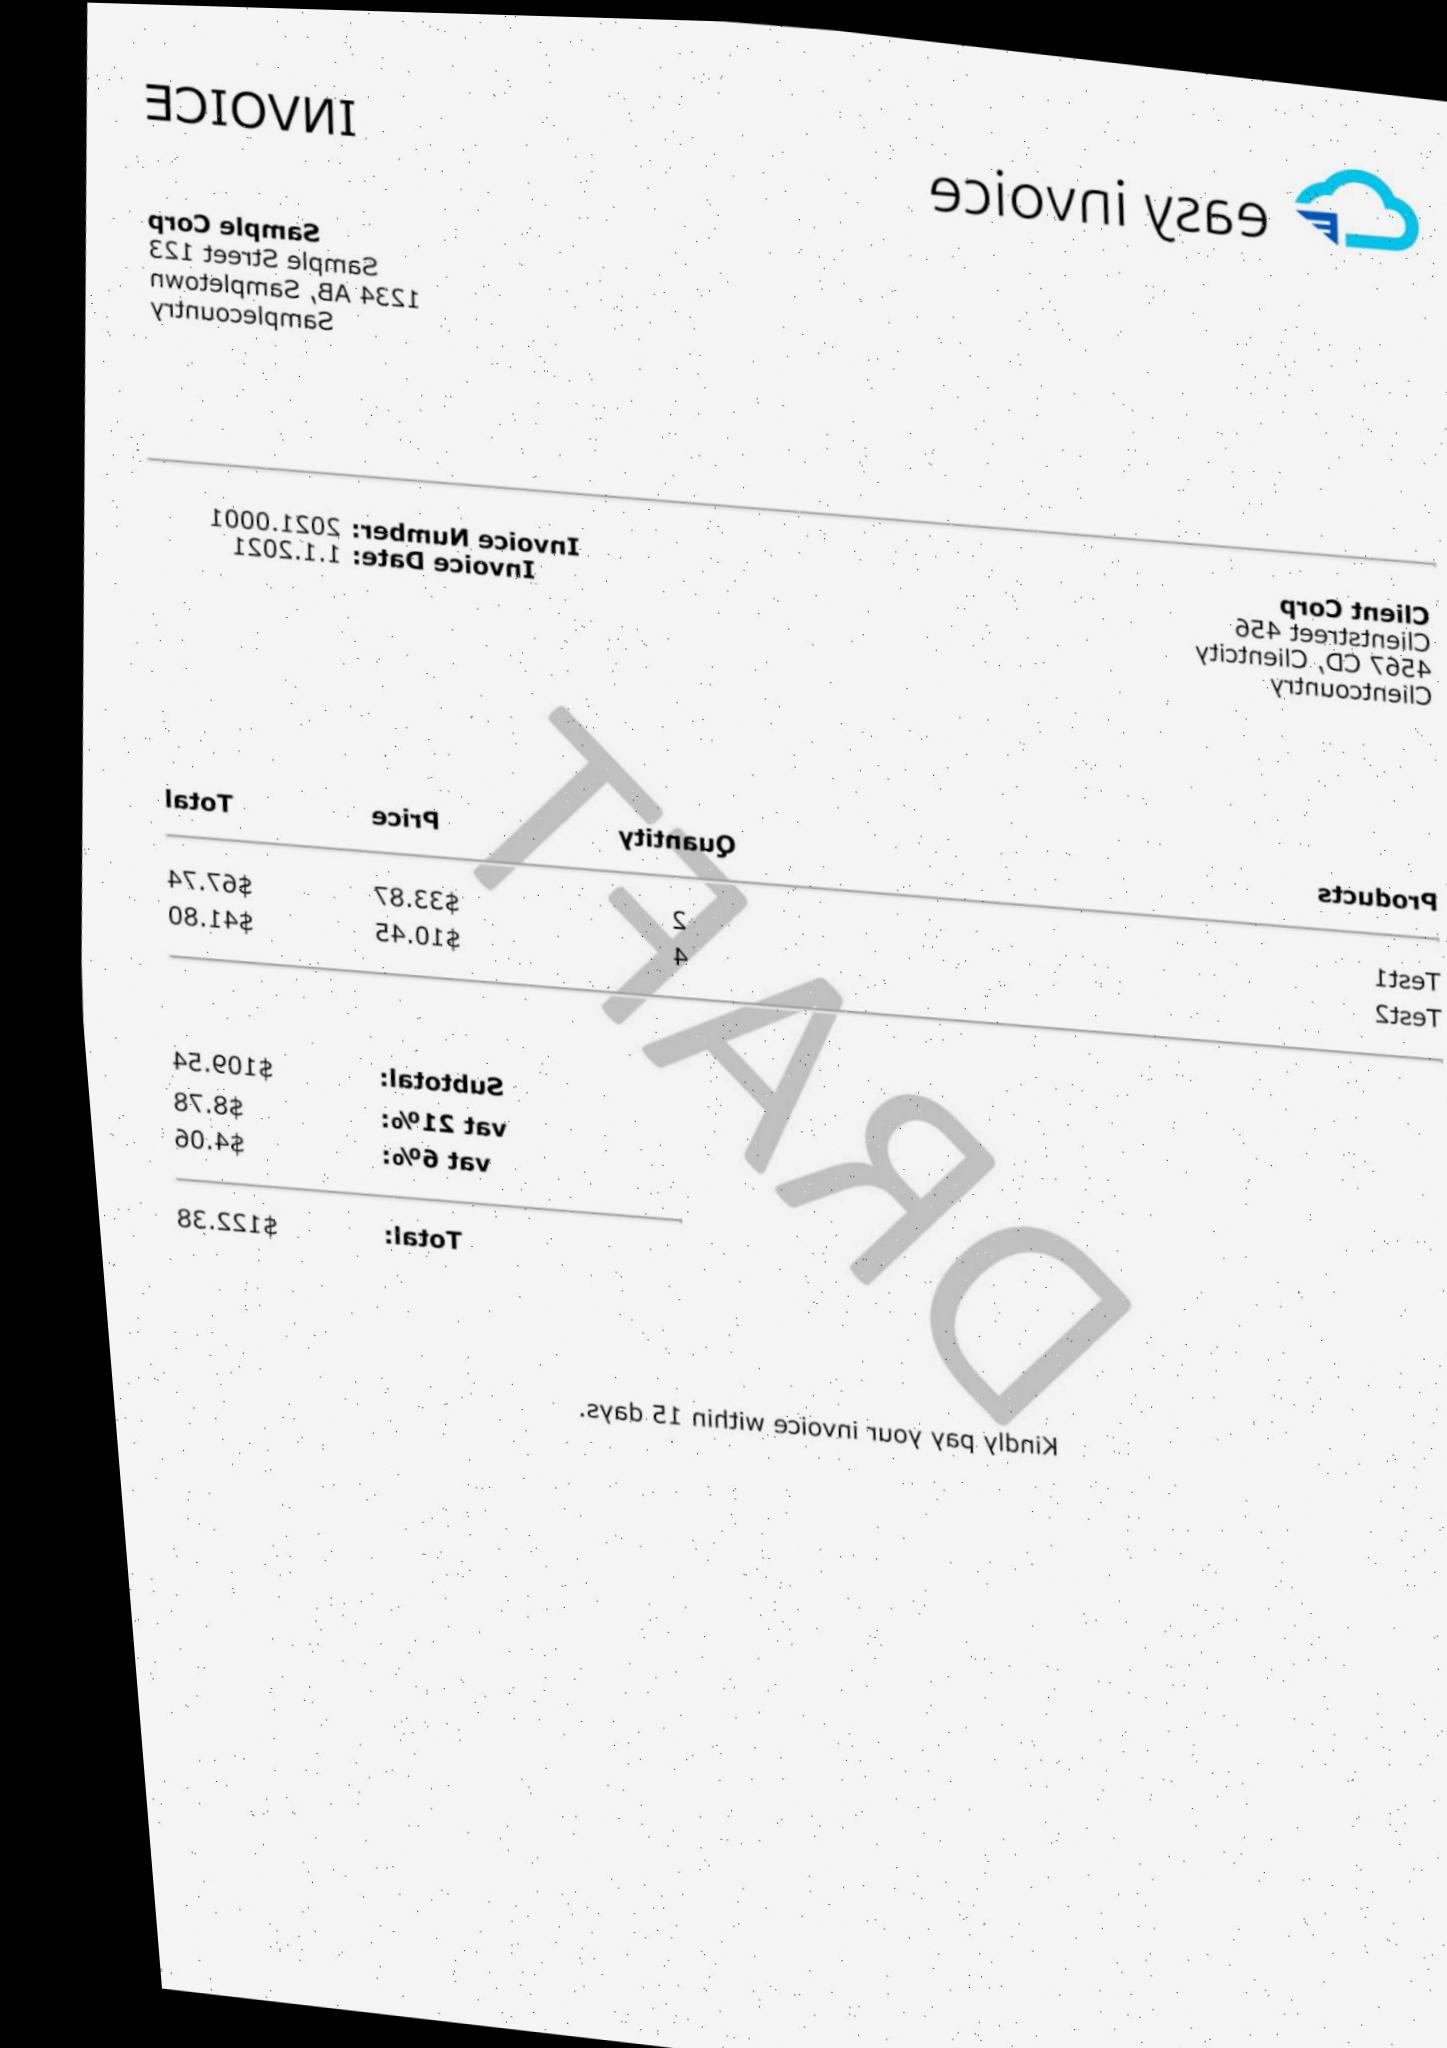 easy invoice
INVOICE
Sample Corp
Sample Street 123
1234 AB, Sampletown
Samplecountry
Invoice Number: 2021.0001
Invoice Date: 1.1.2021
Client Corp
Clientstreet 456
4567 CD, Clientcity
Clientcountry
Products Quantity Price Total
Test1 2 $33.87 $67.74
Test2 4 $10.45 $41.80
Subtotal: $109.54
vat 21%: $8.78
vat 6%: $4.06
Total: $122.38
DRAFT
Kindly pay your invoice within 15 days.